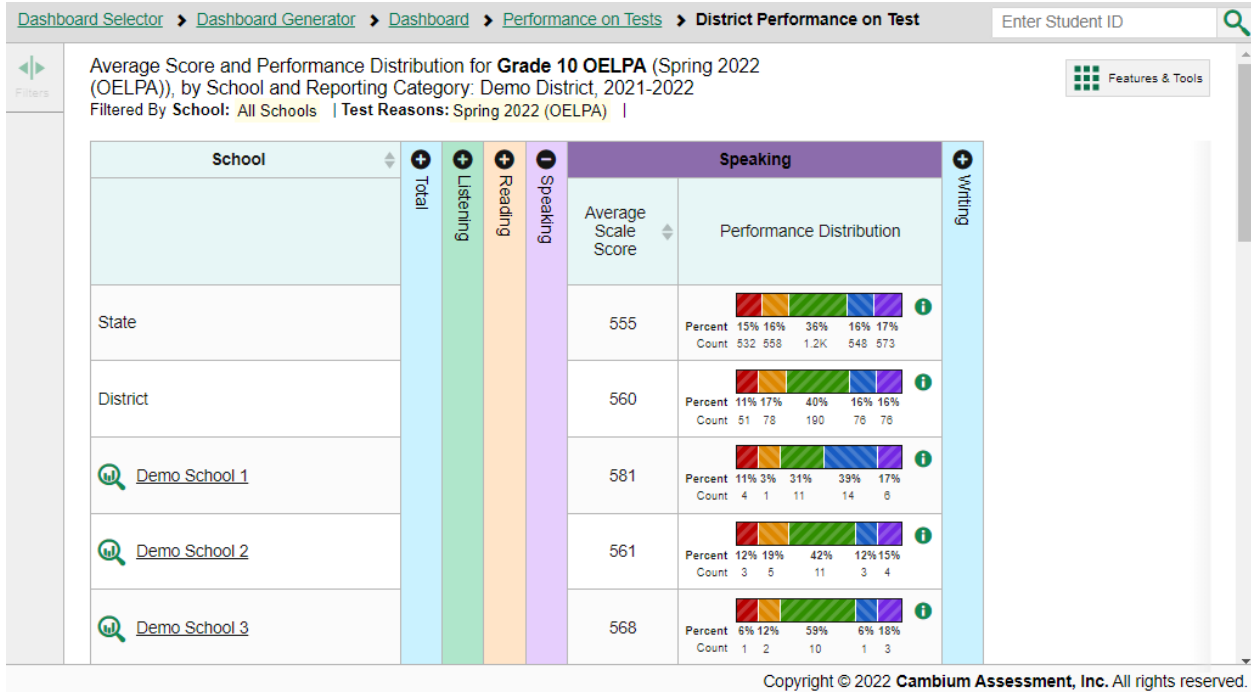 Dashboard Selector > Dashboard Generator > Dashboard > Performance on Tests > District Performance on Test
Enter Student ID
Filters
Average Score and Performance Distribution for Grade 10 OELPA (Spring 2022
(OELPA)), by School and Reporting Category: Demo District, 2021-2022
Filtered By School: All Schools | Test Reasons: Spring 2022 (OELPA) |
Features & Tools
School
Total
Listening
Reading
Speaking
Speaking
Writing
Average
Scale
Score
Performance Distribution
State
555
Percent 15% 16% 36% 16% 17%
Count 532 558 1.2K 548 573
District
560
Percent 11% 17% 40% 16% 16%
Count 51 78 190 76 76
Demo School 1
581
Percent 11% 3% 31% 39% 17%
Count 4 1 11 14 6
Demo School 2
561
Percent 12% 19% 42% 12% 15%
Count 3 5 11 3 4
Demo School 3
568
Percent 6% 12% 59% 6% 18%
Count 1 2 10 1 3
Copyright © 2022 Cambium Assessment, Inc. All rights reserved.